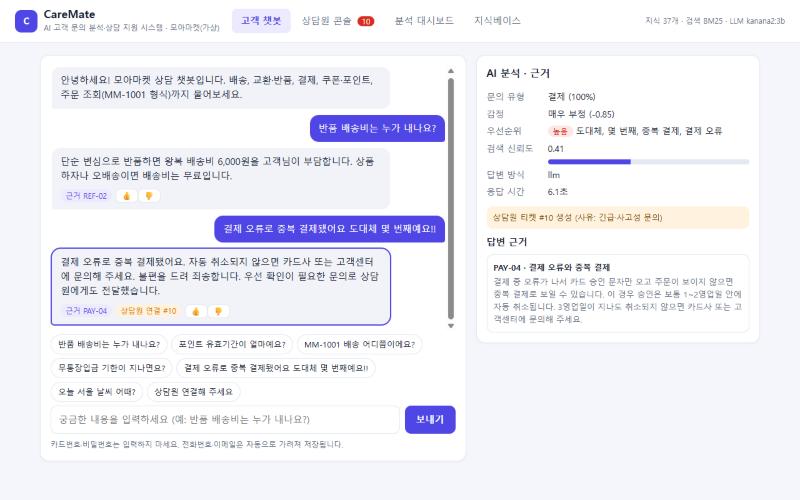 C
CareMate
AI 고객 문의 분석·상담 지원 시스템 · 모아마켓(가상)
고객 챗봇
상담원 콘솔 10
분석 대시보드
지식베이스
지식 37개 · 검색 BM25 · LLM kanana2:3b
안녕하세요! 모아마켓 상담 챗봇입니다. 배송, 교환·반품, 결제, 쿠폰·포인트,
주문 조회(MM-1001 형식)까지 물어보세요.
반품 배송비는 누가 내나요?
단순 변심으로 반품하면 왕복 배송비 6,000원을 고객님이 부담합니다. 상품
하자나 오배송이면 배송비는 무료입니다.
근거 REF-02
결제 오류로 중복 결제됐어요 도대체 몇 번째예요!!
결제 오류로 중복 결제됐어요. 자동 취소되지 않으면 카드사 또는 고객센터
에 문의해 주세요. 불편을 드려 죄송합니다. 우선 확인이 필요한 문의로 상담
원에게도 전달했습니다.
근거 PAY-04 상담원 연결 #10
반품 배송비는 누가 내나요?
포인트 유효기간이 얼마예요?
MM-1001 배송 어디쯤이에요?
무통장입금 기한이 지나면요?
결제 오류로 중복 결제됐어요 도대체 몇 번째예요!!
오늘 서울 날씨 어때?
상담원 연결해 주세요
궁금한 내용을 입력하세요 (예: 반품 배송비는 누가 내나요?)
보내기
카드번호·비밀번호는 입력하지 마세요. 전화번호·이메일은 자동으로 가려져 저장됩니다.
AI 분석 · 근거
문의 유형 결제 (100%)
감정 매우 부정 (-0.85)
우선순위 높음 도대체, 몇 번째, 중복 결제, 결제 오류
검색 신뢰도 0.41
답변 방식 llm
응답 시간 6.1초
상담원 티켓 #10 생성 (사유: 긴급·사고성 문의)
답변 근거
PAY-04 · 결제 오류와 중복 결제
결제 중 오류가 나서 카드 승인 문자만 오고 주문이 보이지 않으면
중복 결제로 보일 수 있습니다. 이 경우 승인은 보통 1~2영업일 안에
자동 취소됩니다. 3영업일이 지나도 취소되지 않으면 카드사 또는 고
객센터에 문의해 주세요.